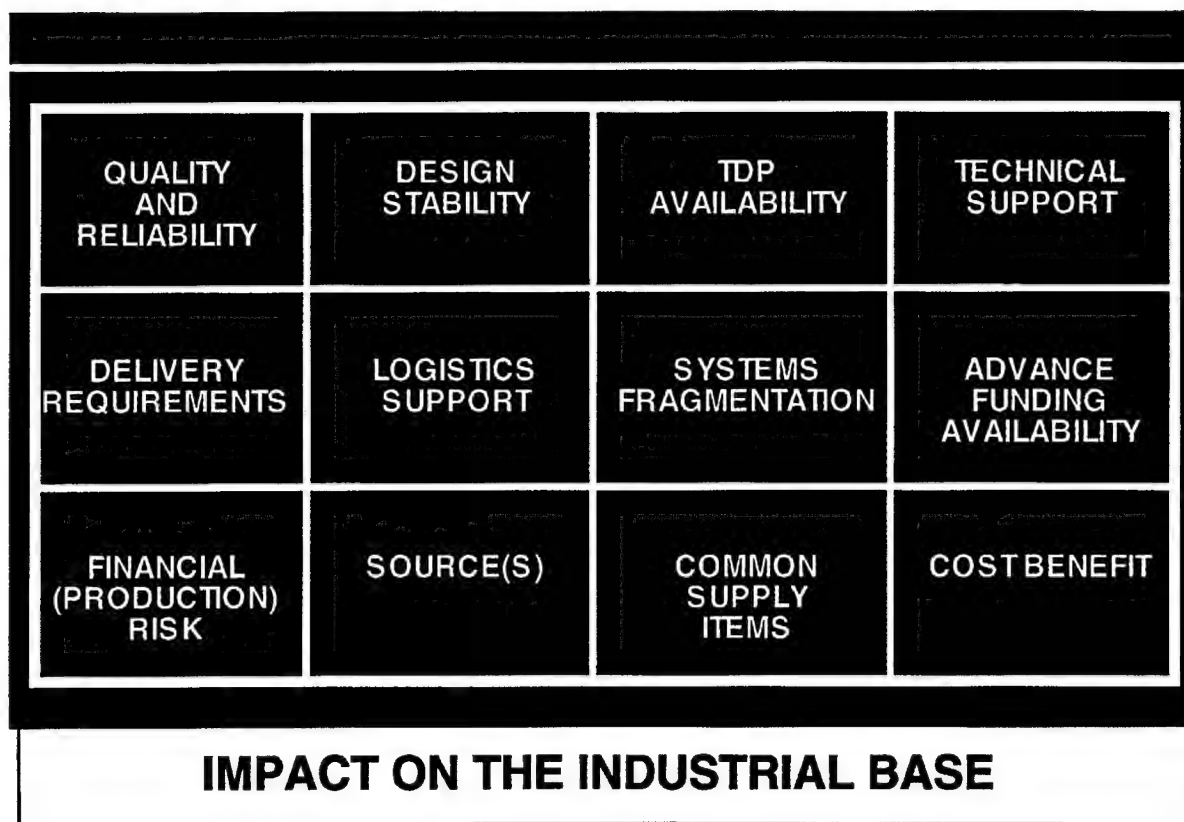 QUALITY
AND
RELIABILITY
DESIGN
STABILITY
TDP
AVAILABILITY
TECHNICAL
SUPPORT
DELIVERY
REQUIREMENTS
LOGISTICS
SUPPORT
SYSTEMS
FRAGMENTATION
ADVANCE
FUNDING
AVAILABILITY
FINANCIAL
(PRODUCTION)
RISK
SOURCE(S)
COMMON
SUPPLY
ITEMS
COST BENEFIT
IMPACT ON THE INDUSTRIAL BASE